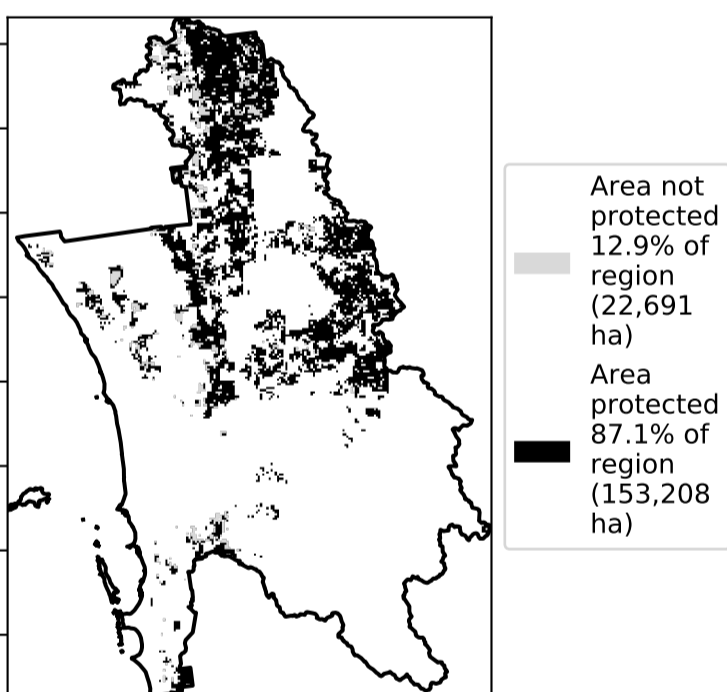 Area not
protected
12.9% of
region
(22,691
ha)
Area
protected
87.1% of
region
(153,208
ha)